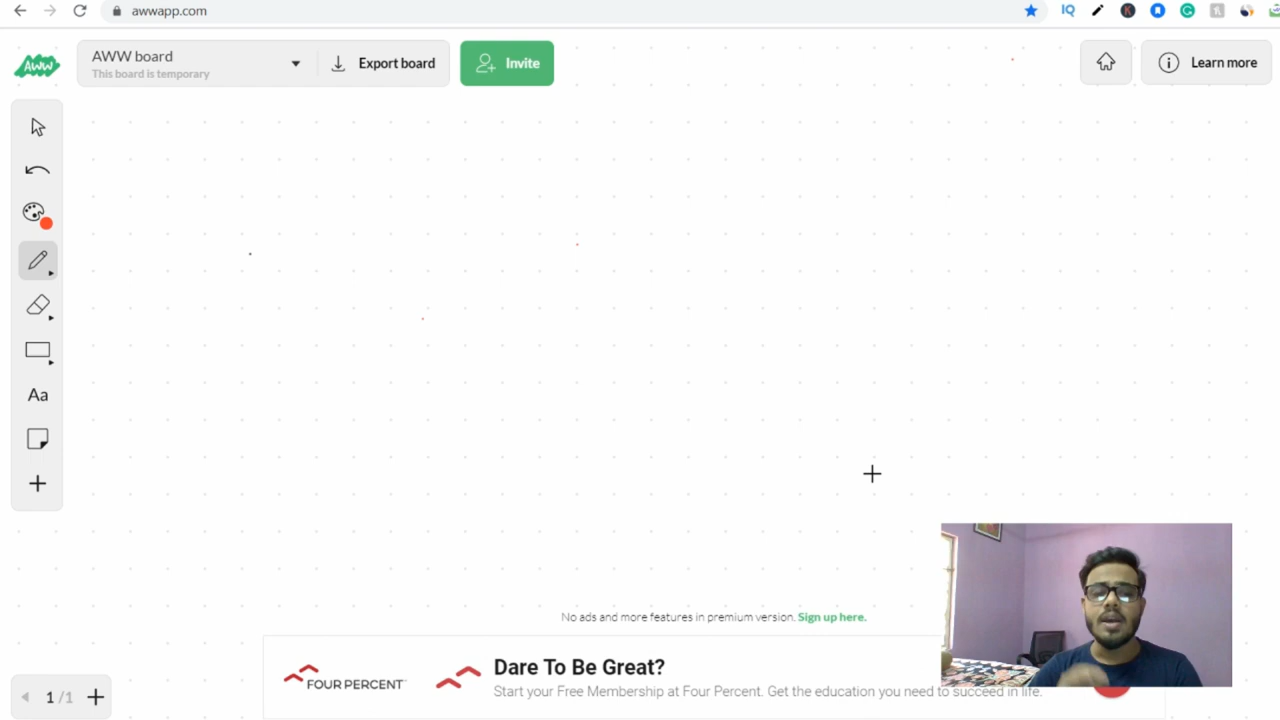 awwapp.com
IQ
K
AWW
AWW board
This board is temporary
Export board
Invite
Learn more
Aa
No ads and more features in premium version. Sign up here.
FOUR PERCENT
Dare To Be Great?
Start your Free Membership at Four Percent. Get the education you need to succeed in life.
1/1